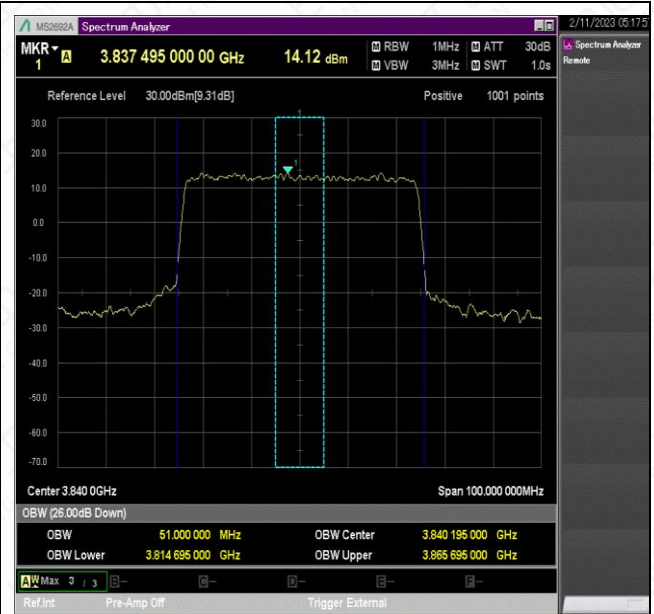 MS2692A Spectrum Analyzer
2/11/2023 05:17:5
MKR 1 A 3.837 495 000 00 GHz 14.12 dBm
M RBW 1MHz M ATT 30dB
M VBW 3MHz M SWT 1.0s
Spectrum Analyzer
Remote
Reference Level 30.00dBm[9.31dB] Positive 1001 points
1
30.0
20.0
1
10.0
0.0
-10.0
-20.0
-30.0
-40.0
-50.0
-60.0
-70.0
Center 3.840 0GHz Span 100.000 000MHz
OBW (26.00dB Down)
OBW 51.000 000 MHz OBW Center 3.840 195 000 GHz
OBW Lower 3.814 695 000 GHz OBW Upper 3.865 695 000 GHz
A W Max 3 / 3 B- C- D- E- F-
Ref.Int Pre-Amp Off Trigger External